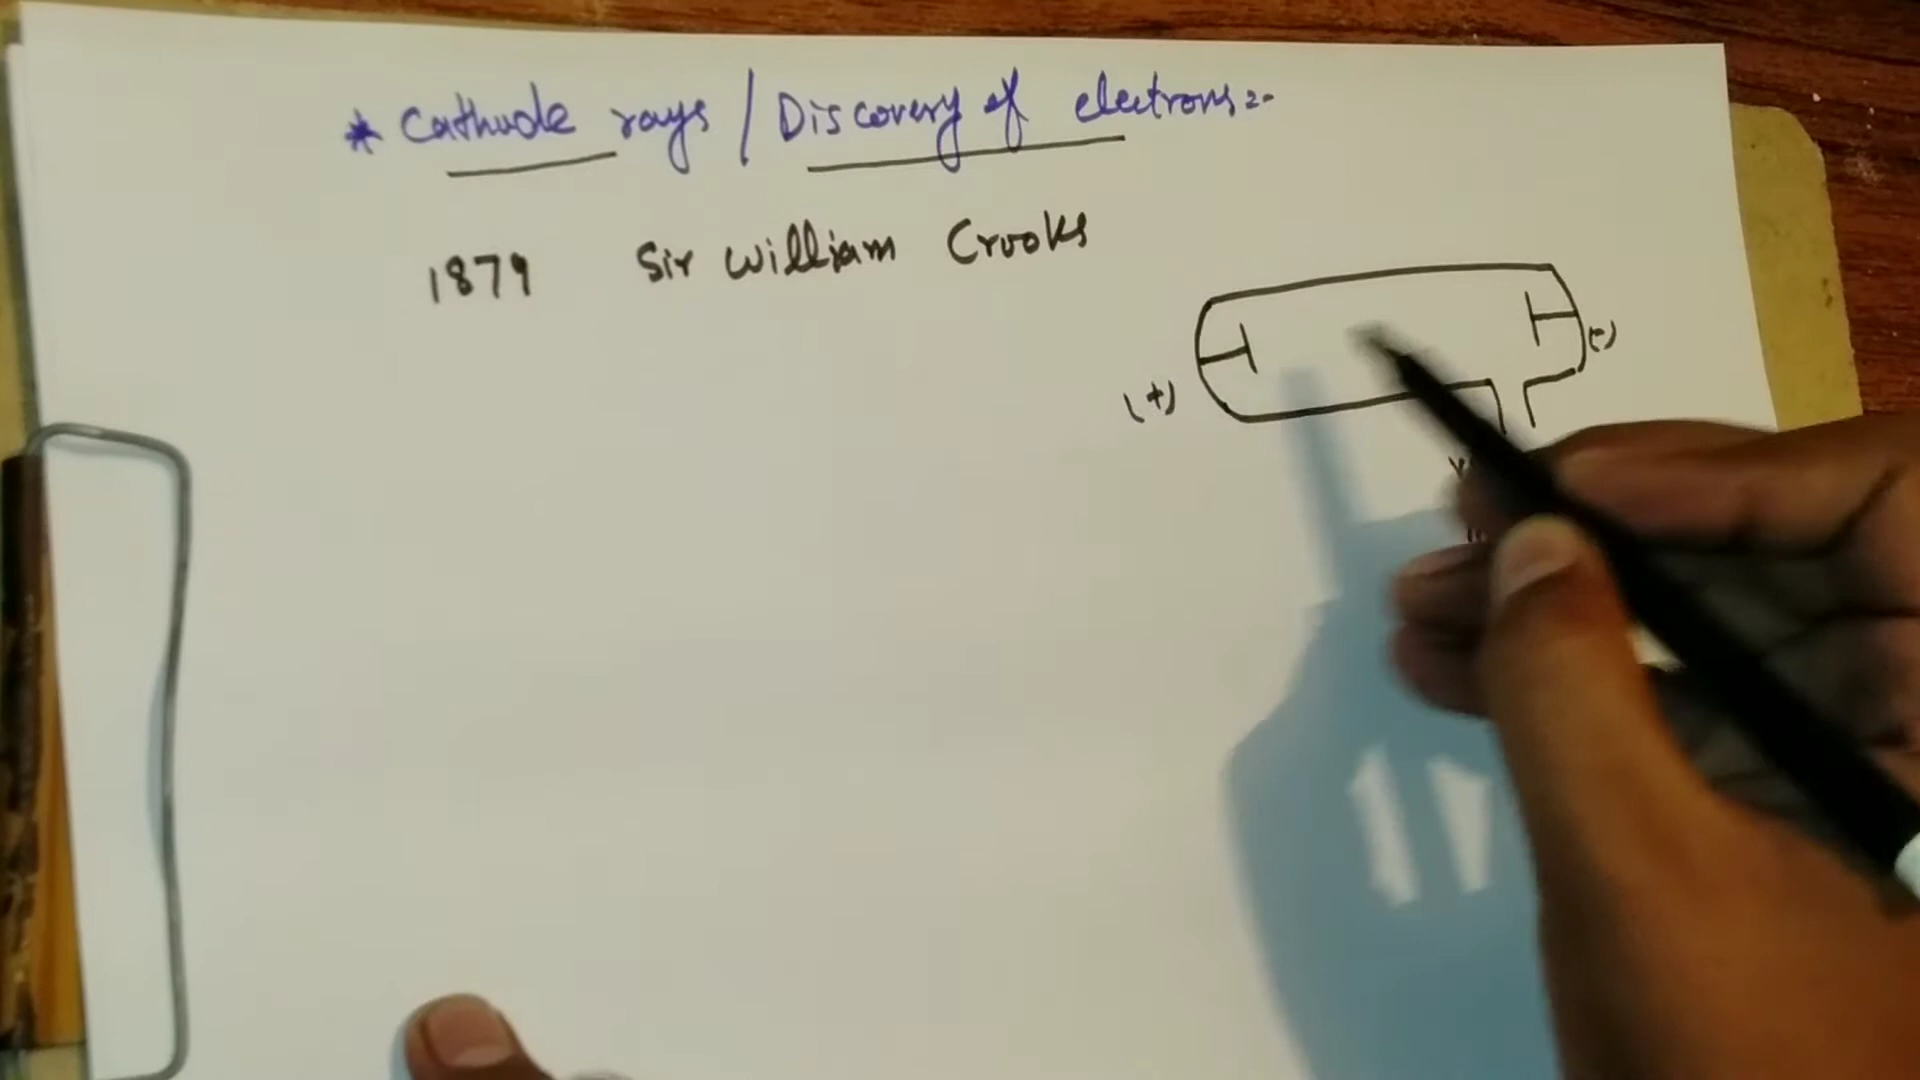 * Cathode rays / Discovery of electrons:-
1879 Sir William Crooks
(-)
(+)